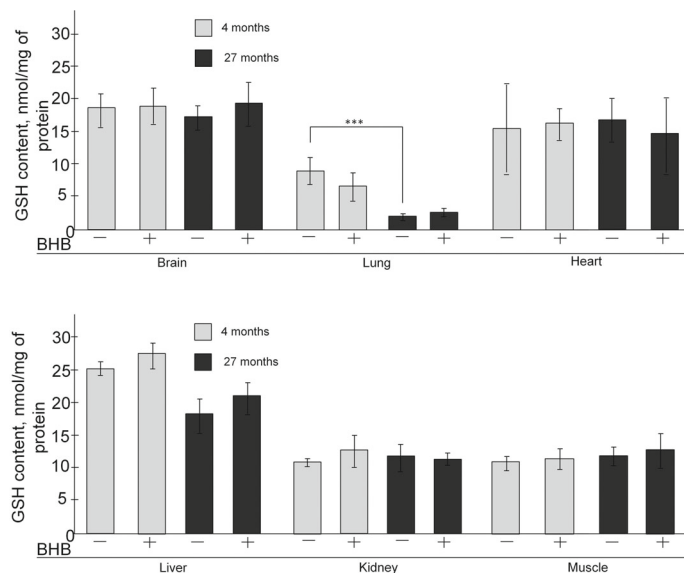 GSH content, nmol/mg of
protein
30
25
20
15
10
5
0
4 months
27 months
***
BHB
— + — + — + — + — + — +
Brain Lung Heart
GSH content, nmol/mg of
protein
30
25
20
15
10
5
0
4 months
27 months
BHB
— + — + — + — + — + — +
Liver Kidney Muscle